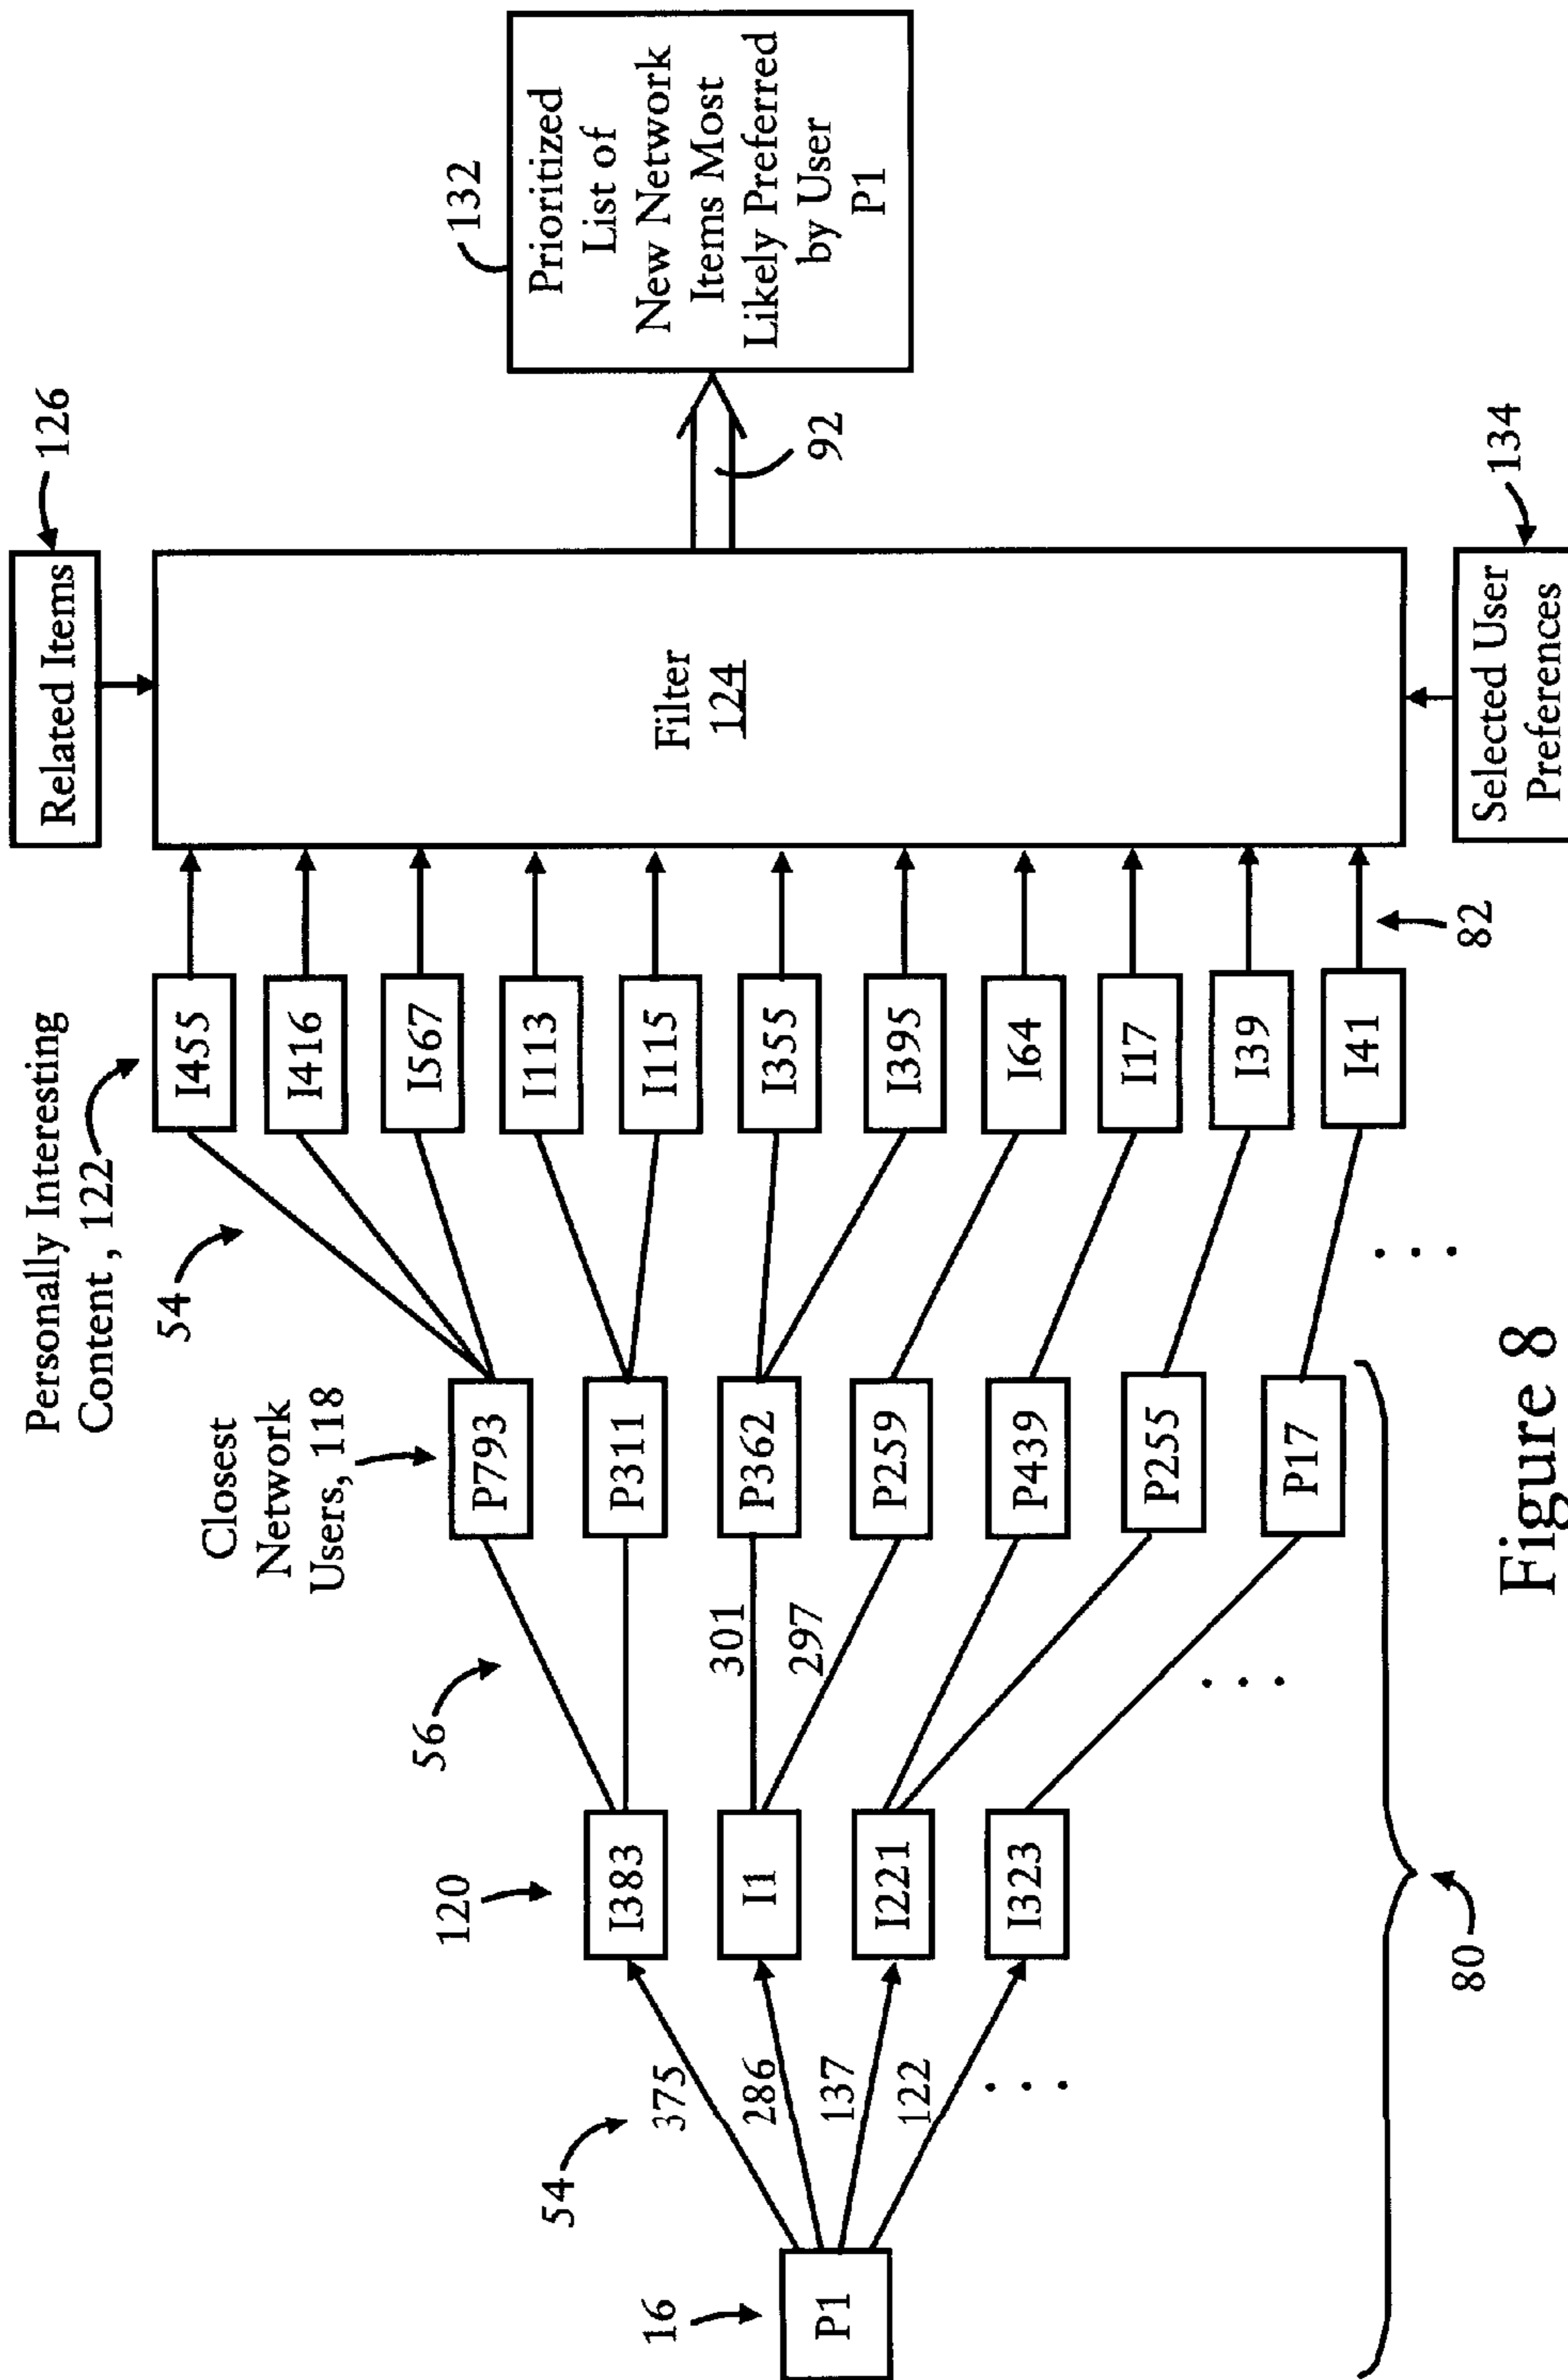 16
P1
54
375
286
137
122
. . .
120
I383
I1
I221
I323
56
301
297
. . .
Closest
Network
Users, 118
P793
P311
P362
P259
P439
P255
P17
80
54
Personally Interesting
Content , 122
I455
I416
I567
I113
I115
I355
I395
I64
I17
I39
I41
. . .
82
Related Items
126
Filter
124
Selected User
Preferences
134
92
132
Prioritized
List of
New Network
Items Most
Likely Preferred
by User
P1
Figure 8